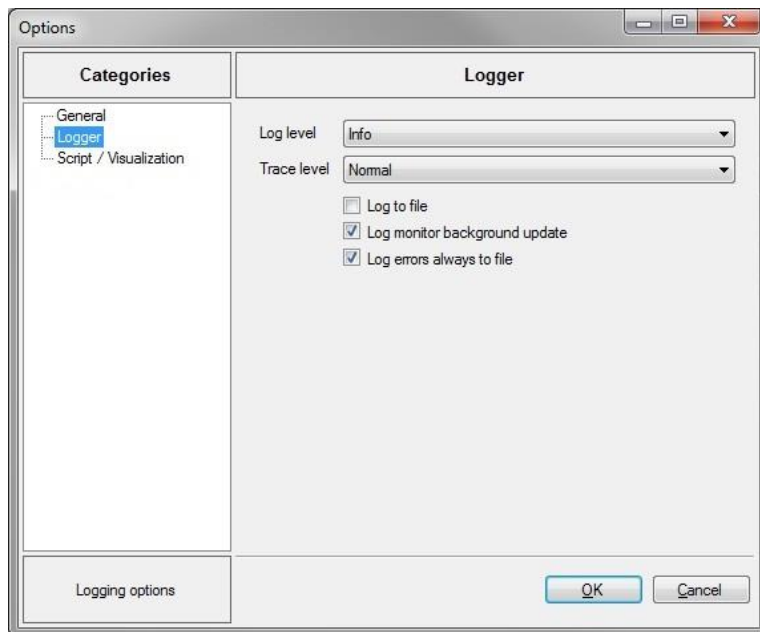 Options
Categories
Logger
General
Logger
Script / Visualization
Log level
Info
Trace level
Normal
Log to file
Log monitor background update
Log errors always to file
Logging options
OK
Cancel